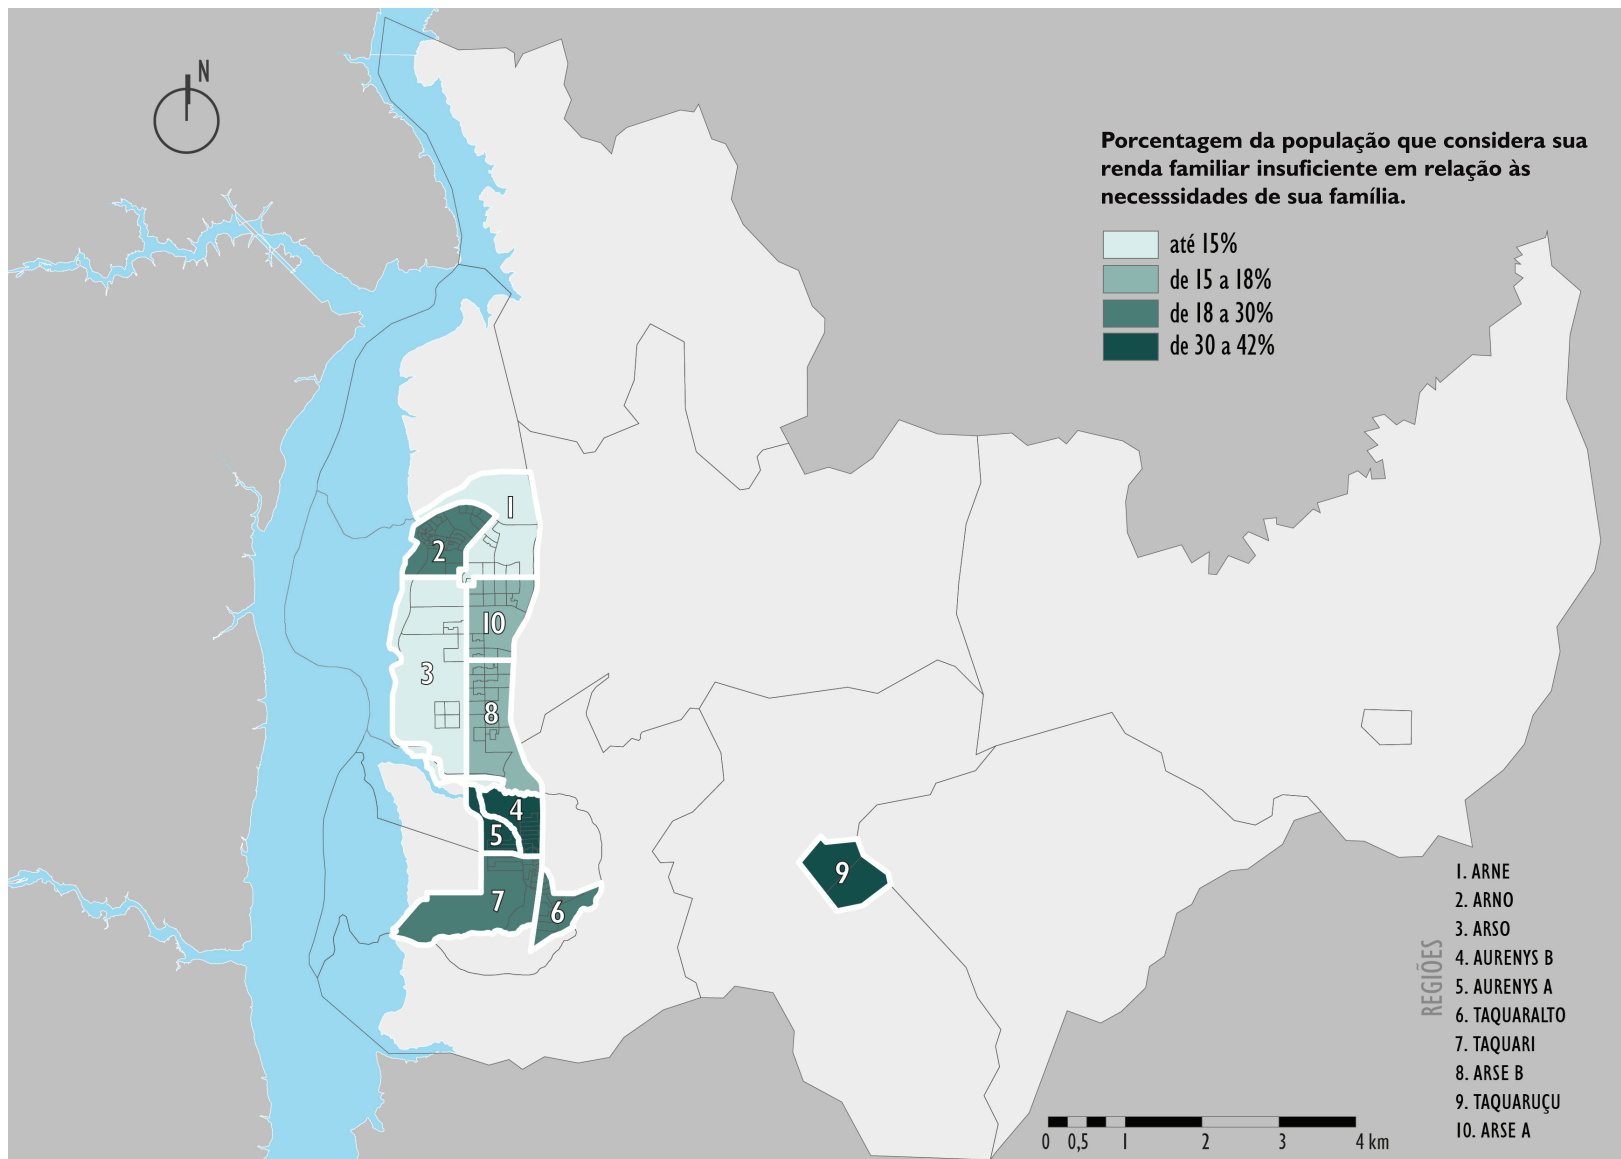 N
Porcentagem da população que considera sua
renda familiar insuficiente em relação às
necesssidades de sua família.
até 15%
de 15 a 18%
de 18 a 30%
de 30 a 42%
1
2
10
3
8
4
5
7
6
9
REGIÕES
1. ARNE
2. ARNO
3. ARSO
4. AURENYS B
5. AURENYS A
6. TAQUARALTO
7. TAQUARI
8. ARSE B
9. TAQUARUÇU
10. ARSE A
0 0,5 1 2 3 4 km